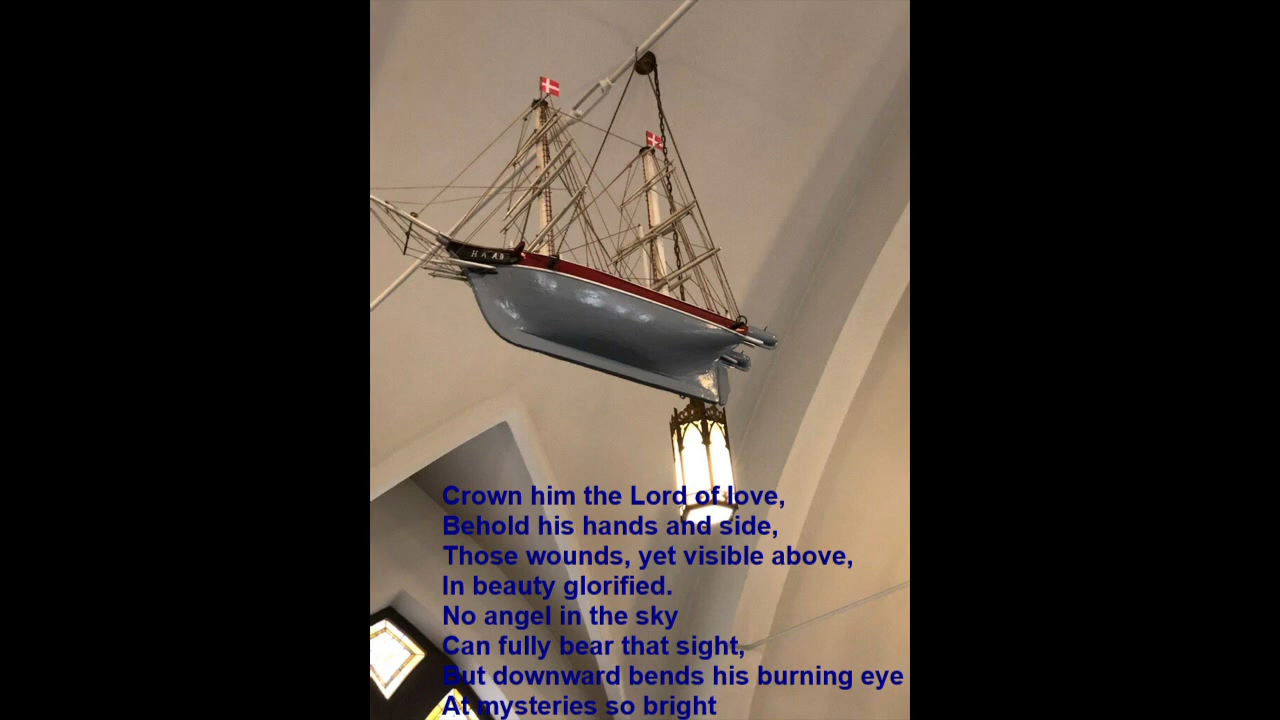 HAAB
Crown him the Lord of love,
Behold his hands and side,
Those wounds, yet visible above,
In beauty glorified.
No angel in the sky
Can fully bear that sight,
But downward bends his burning eye
At mysteries so bright